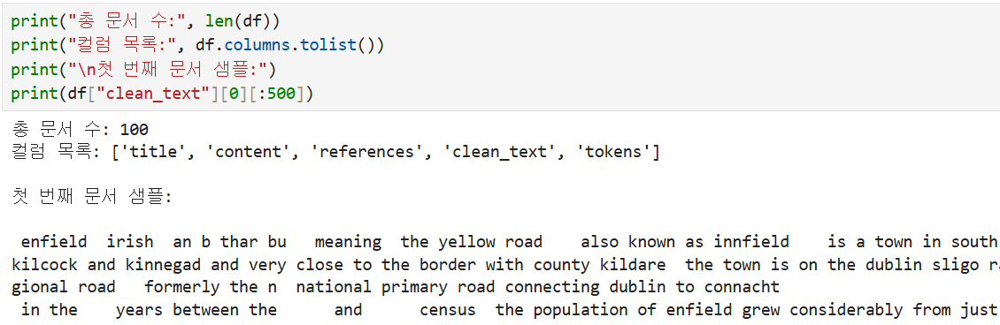 print("총 문서 수:", len(df))
print("컬럼 목록:", df.columns.tolist())
print("\n첫 번째 문서 샘플:")
print(df["clean_text"][0][:500])
총 문서 수: 100
컬럼 목록: ['title', 'content', 'references', 'clean_text', 'tokens']
첫 번째 문서 샘플:
enfield  irish  an b thar bu   meaning  the yellow road    also known as innfield    is a town in south
kilcock and kinnegad and very close to the border with county kildare  the town is on the dublin sligo
gional road   formerly the n  national primary road connecting dublin to connacht
in the    years between the      and      census  the population of enfield grew considerably from just